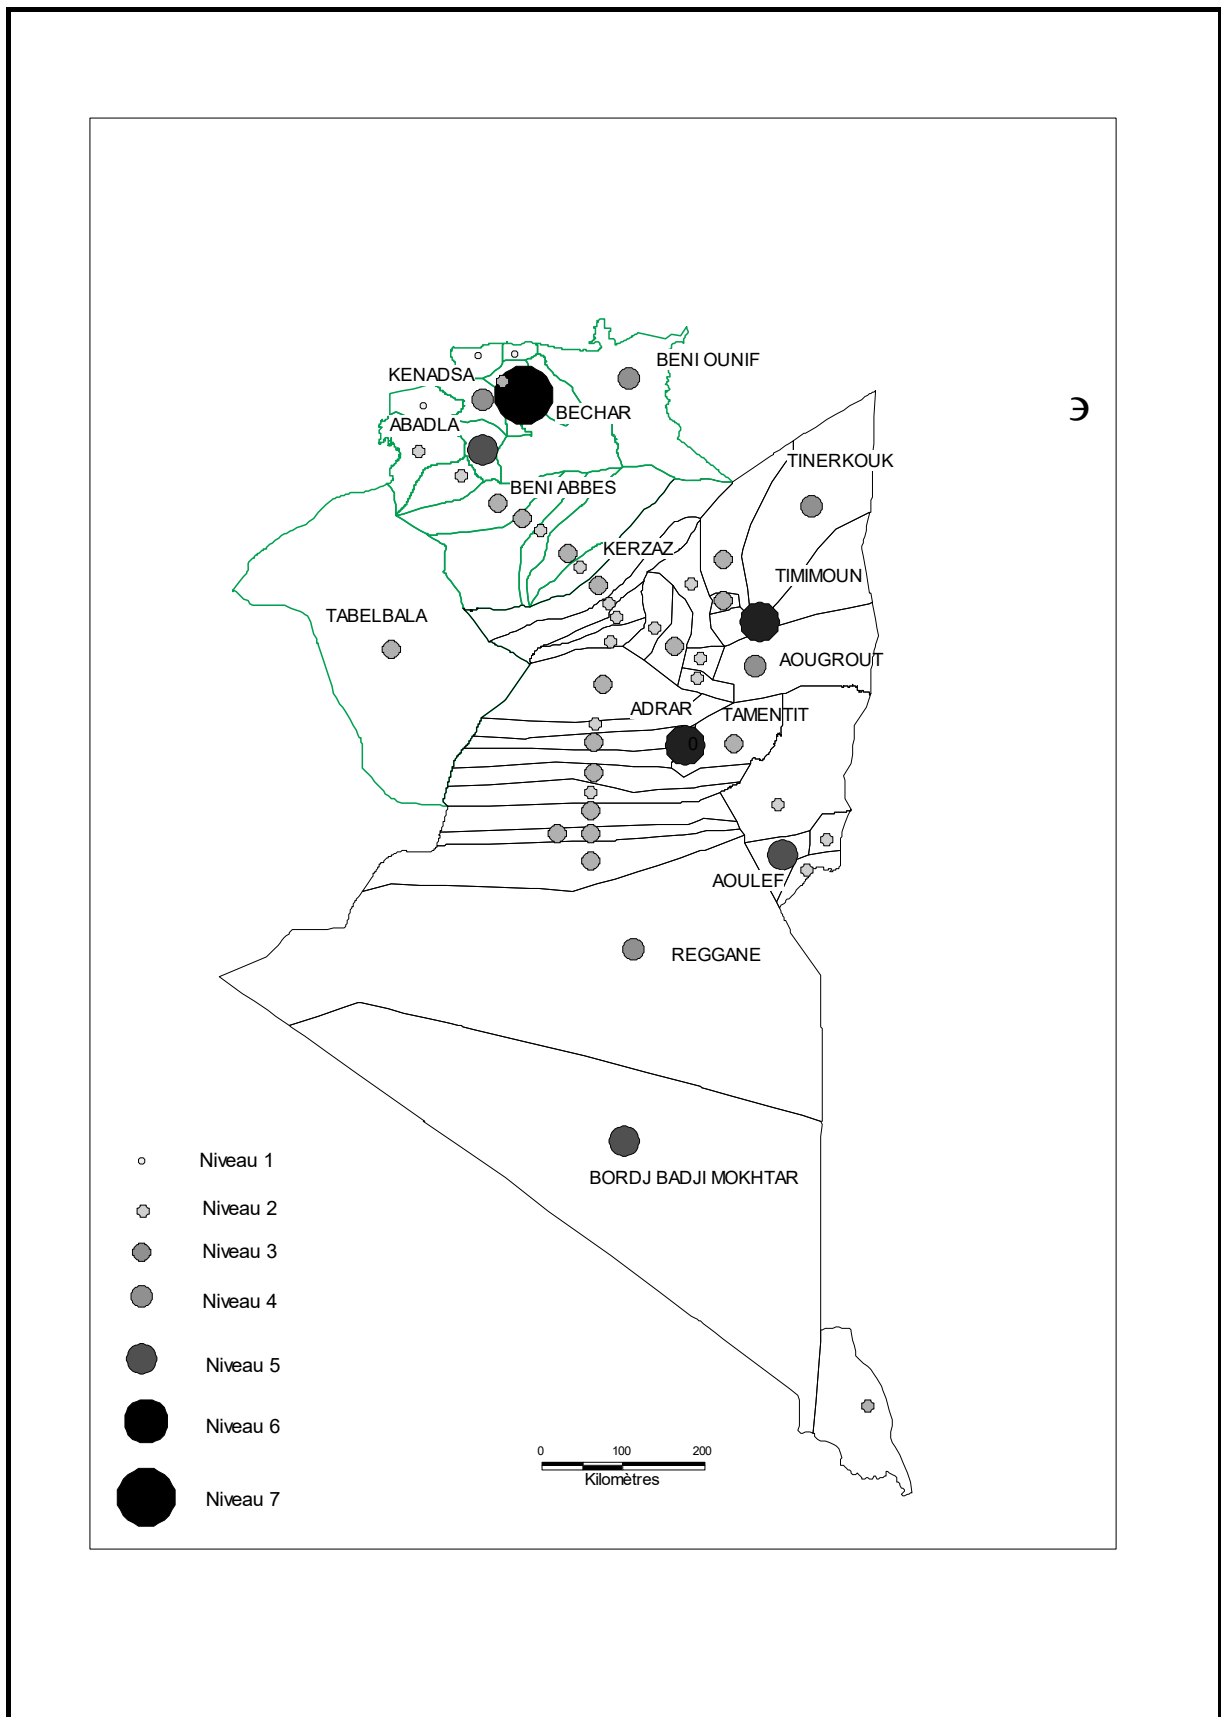 BENI OUNIF
KENADSA
BECHAR
э
ABADLA
TINERKOUK
BENI ABBES
KERZAZ
TIMIMOUN
TABELBALA
AOUGROUT
ADRAR
TAMENTIT
0
AOULEF
REGGANE
BORDJ BADJI MOKHTAR
Niveau 1
Niveau 2
Niveau 3
Niveau 4
Niveau 5
Niveau 6
Niveau 7
0 100 200
Kilomètres